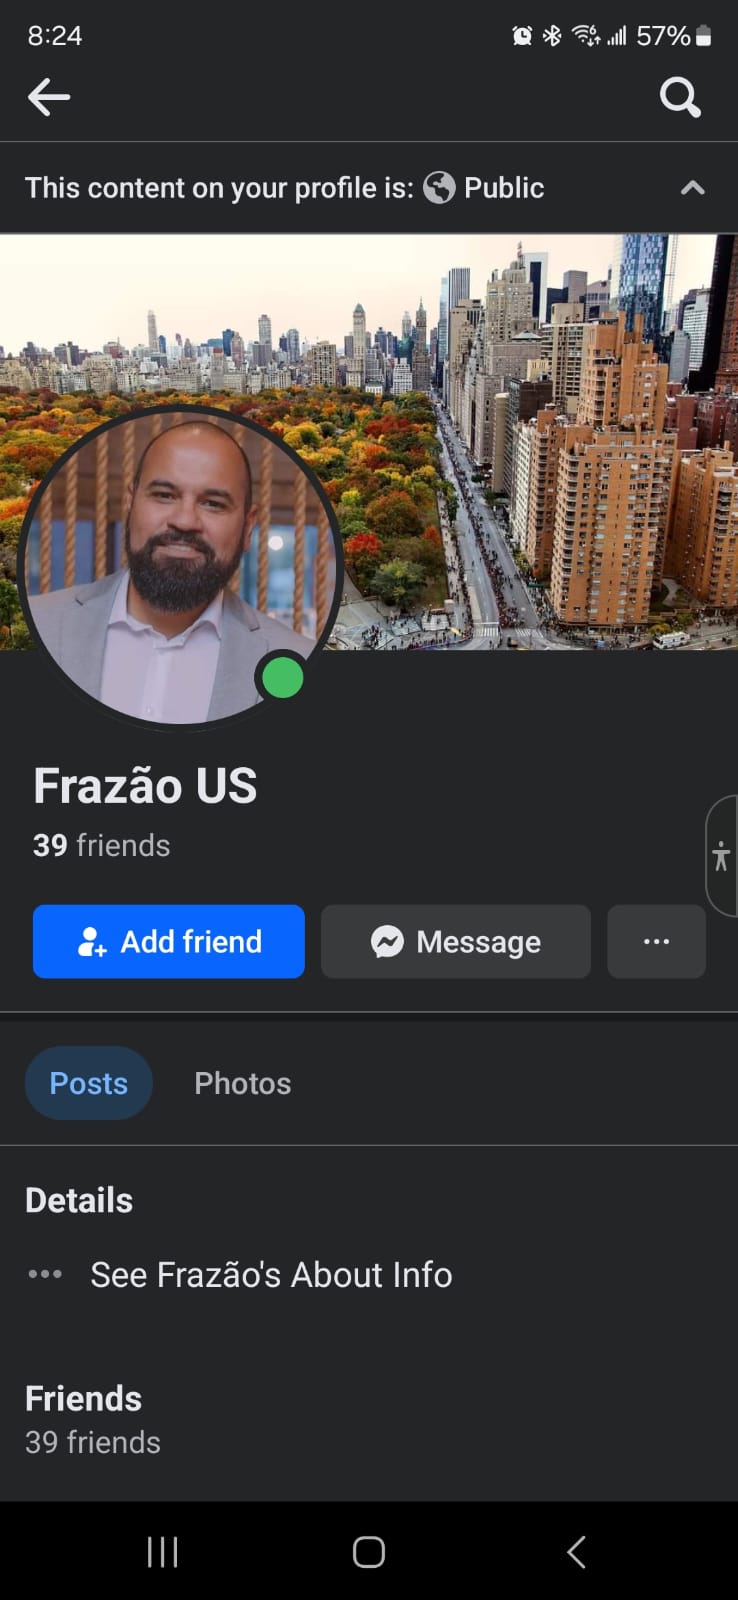 8:24
57%
This content on your profile is: Public
Frazão US
39 friends
Add friend
Message
Posts
Photos
Details
See Frazão's About Info
Friends
39 friends